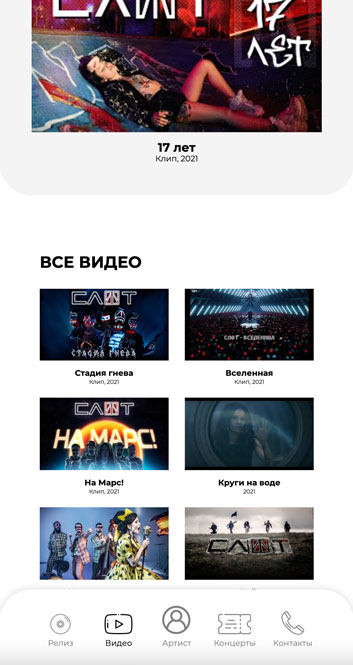 СЛОТ
17
ЛЕТ
17 лет
Клип, 2021
ВСЕ ВИДЕО
СЛОТ
СТАДИЯ ГНЕВА
СЛОТ - ВСЕЛЕННАЯ
Стадия гнева
Клип, 2021
Вселенная
Клип, 2021
СЛОТ
НА МАРС!
На Марс!
Клип, 2021
Круги на воде
2021
СЛОТ
Релиз
Видео
Артист
Концерты
Контакты